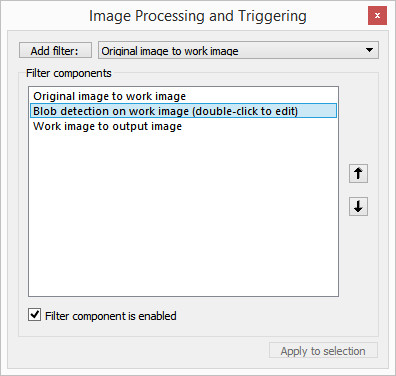 Image Processing and Triggering
x
Add filter: Original image to work image
Filter components
Original image to work image
Blob detection on work image (double-click to edit)
Work image to output image
Filter component is enabled
Apply to selection